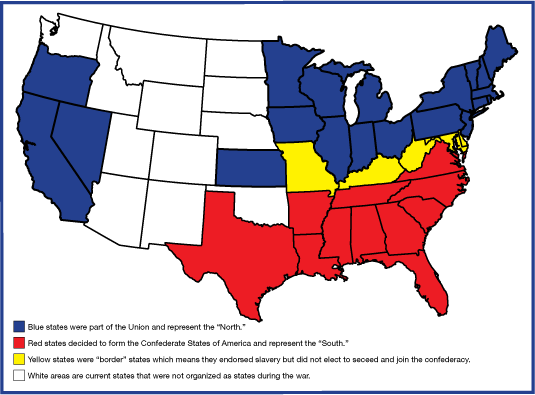 Blue states were part of the Union and represent the “North.”
Red states decided to form the Confederate States of America and represent the “South.”
Yellow states were “border” states which means they endorsed slavery but did not elect to seceed and join the confederacy.
White areas are current states that were not organized as states during the war.